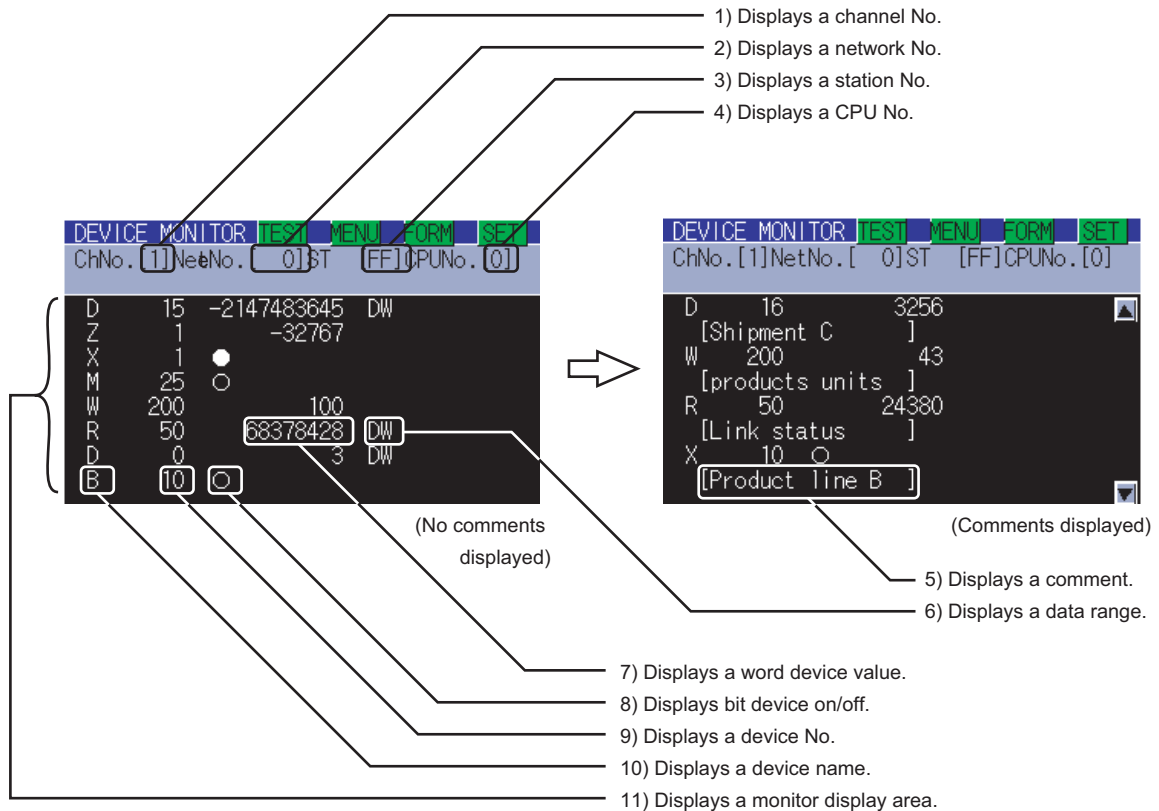 1) Displays a channel No.
2) Displays a network No.
3) Displays a station No.
4) Displays a CPU No.
DEVICE MONITOR TEST MENU FORM SET
ChNo.[1]NetNo.[ 0]ST [FF]CPUNo.[0]
D 15 -2147483645 DW
Z 1 -32767
X 1 ●
M 25 ○
W 200 100
R 50 68378428 DW
D 0 3 DW
B 10 ○
(No comments
displayed)
DEVICE MONITOR TEST MENU FORM SET
ChNo.[1]NetNo.[ 0]ST [FF]CPUNo.[0]
D 16 3256
[Shipment C ]
W 200 43
[products units ]
R 50 24380
[Link status ]
X 10 ○
[Product line B ]
(Comments displayed)
5) Displays a comment.
6) Displays a data range.
7) Displays a word device value.
8) Displays bit device on/off.
9) Displays a device No.
10) Displays a device name.
11) Displays a monitor display area.